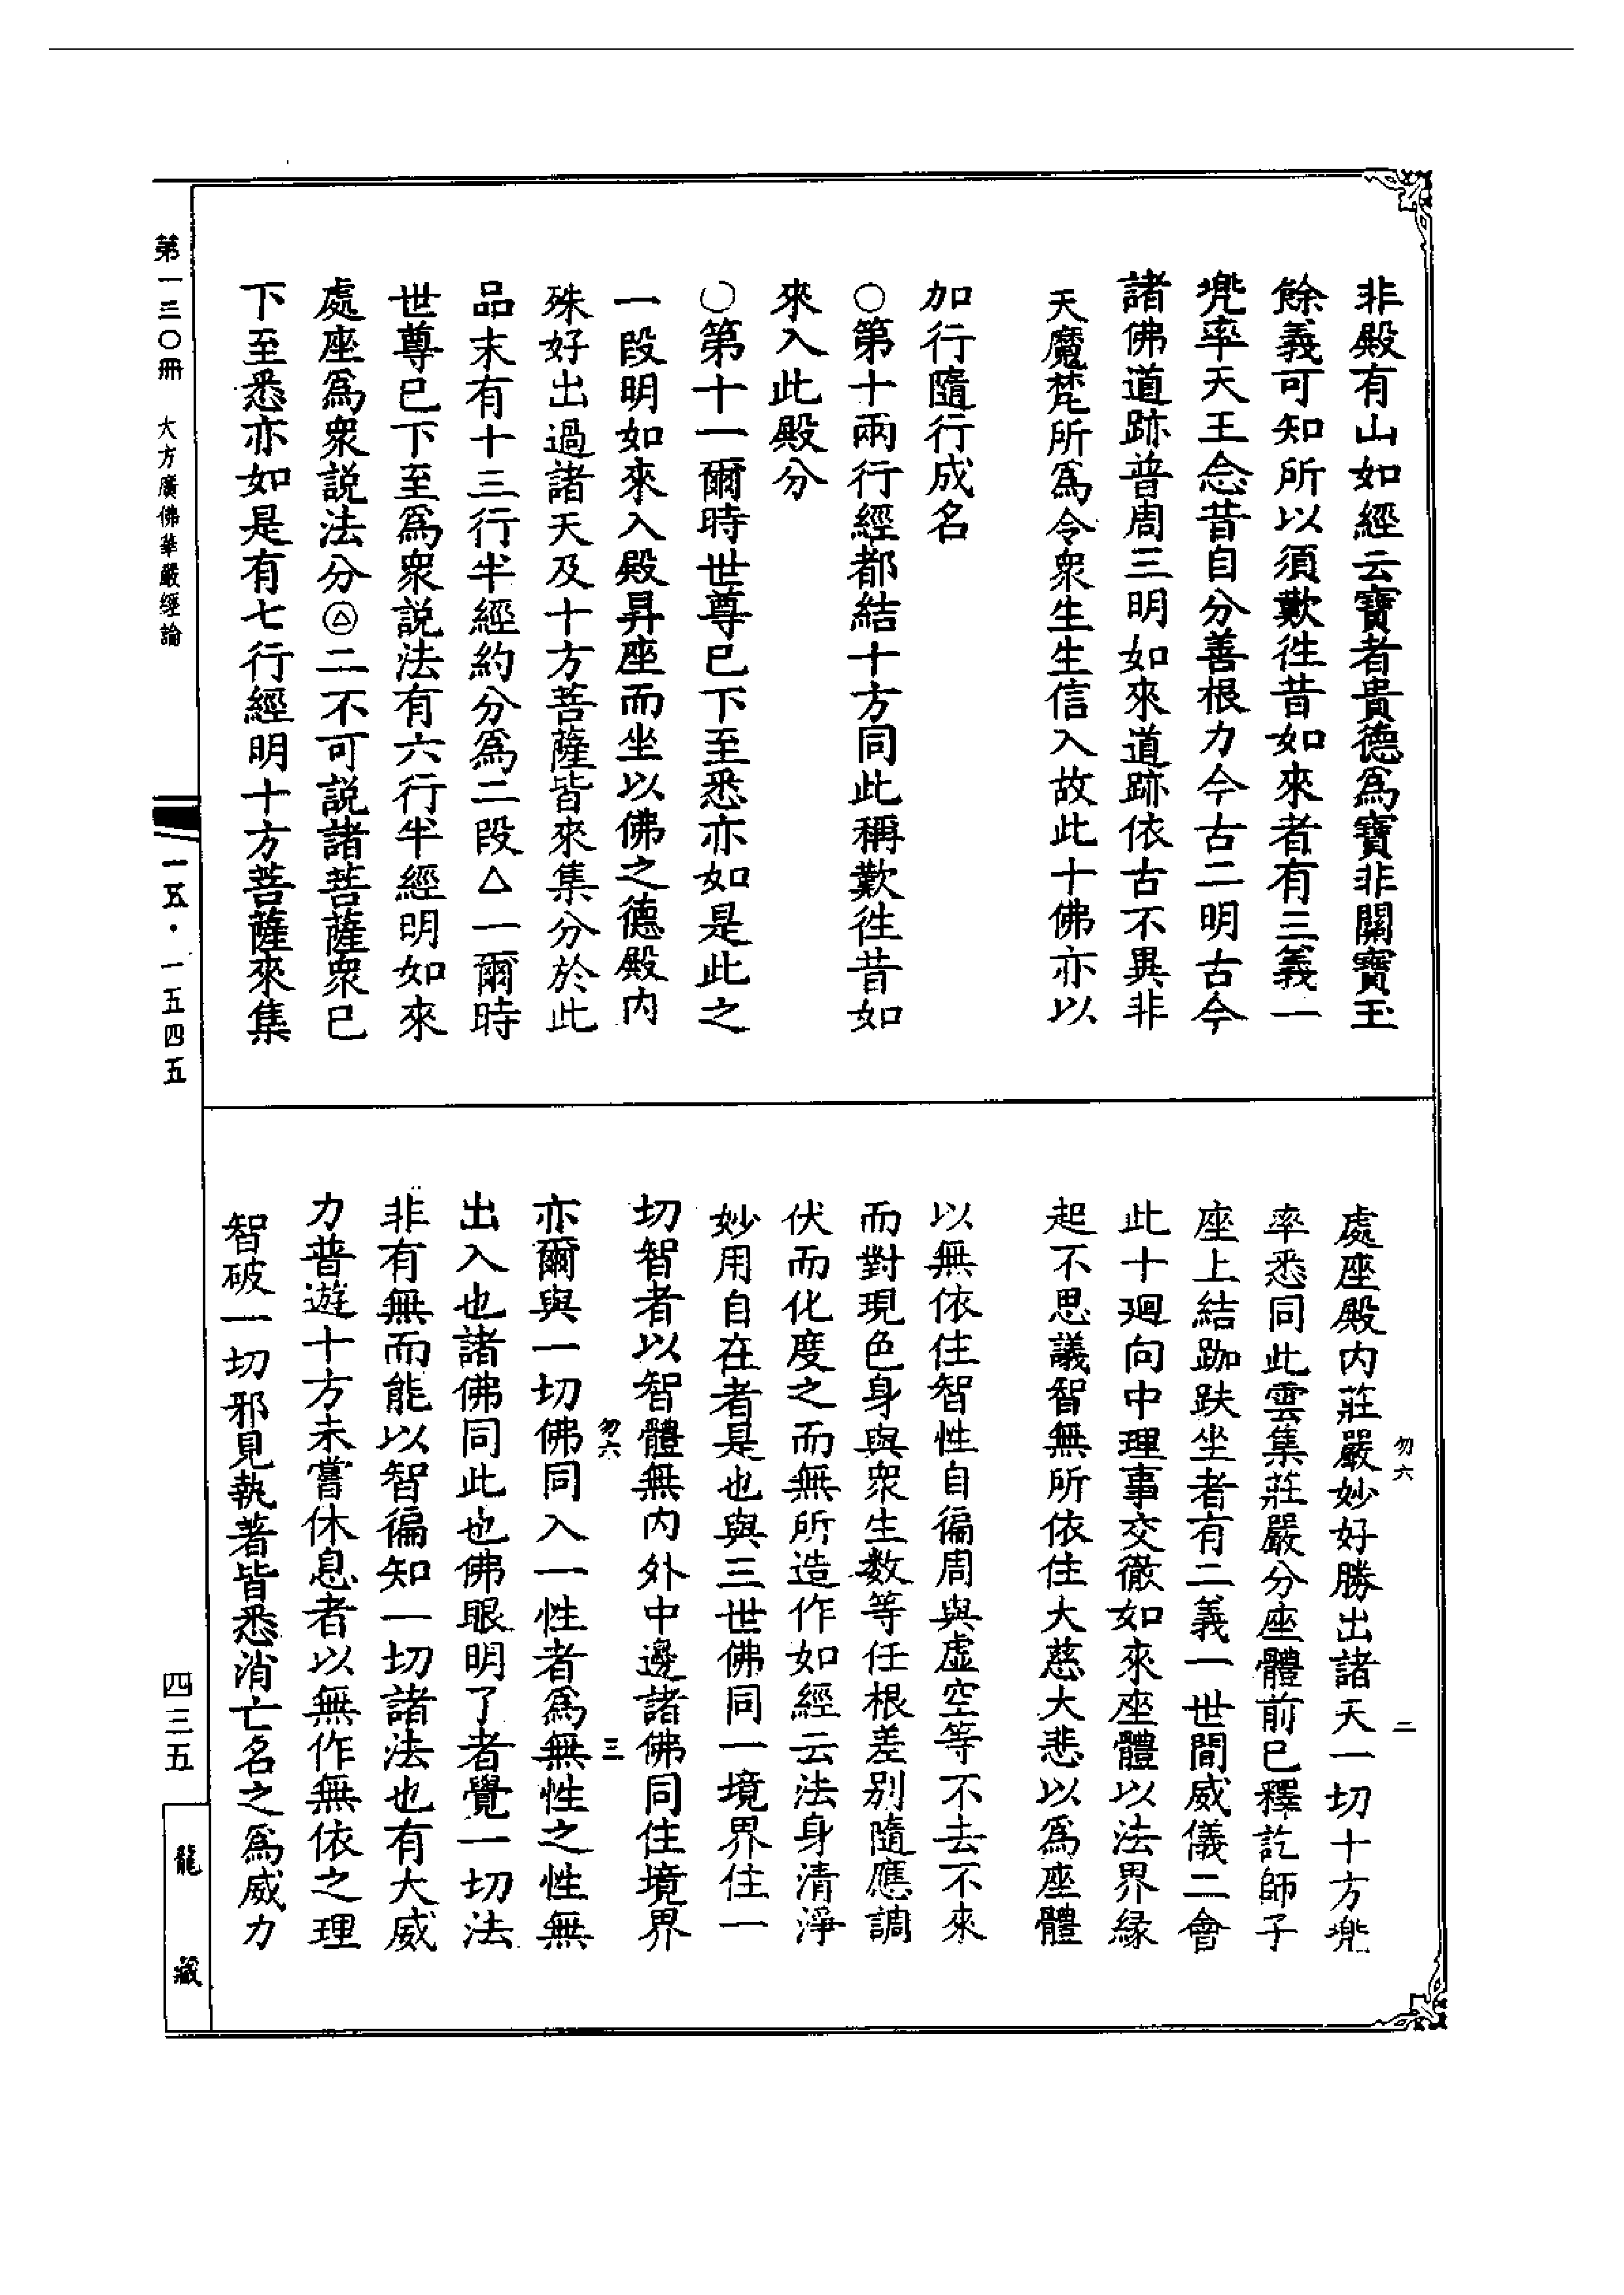 非殿有山如經云寶者貴德爲寶非關寶玉
餘義可知所以須歎徃昔如來者有三義一
兠率天王念昔自分善根力今古二明古今
諸佛道跡普周三明如來道跡依古不異非
天魔梵所爲令衆生生信入故此十佛亦以
加行隨行成名
○第十兩行經都結十方同此稱歎徃昔如
來入此殿分
○第十一爾時世尊已下至悉亦如是此之
一段明如來入殿昇座而坐以佛之德殿内
殊好出過諸天及十方菩薩皆來集分於此
品末有十三行半經約分爲二段△一爾時
世尊已下至爲衆説法有六行半經明如來
處座爲衆説法分△二不可説諸菩薩衆已
下至悉亦如是有七行經明十方菩薩來集
第一三〇冊 大方廣佛華嚴經論
一五·一五四五
勿六 二
處座殿内莊嚴妙好勝出諸天一切十方兠
率悉同此雲集莊嚴分座體前已釋訖師子
座上結跏趺坐者有二義一世間威儀二會
此十廻向中理事交徹如來座體以法界緣
起不思議智無所依住大慈大悲以爲座體
以無依住智性自徧周與虚空等不去不來
而對現色身與衆生数等任根差别隨應調
伏而化度之而無所造作如經云法身清淨
妙用自在者是也與三世佛同一境界住一
切智者以智體無内外中邊諸佛同住境界
勿六 三
亦爾與一切佛同入一性者爲無性之性無
出入也諸佛同此也佛眼明了者覺一切法
非有無而能以智徧知一切諸法也有大威
力普遊十方未嘗休息者以無作無依之理
智破一切邪見執著皆悉消亡名之爲威力
四三五
龍藏